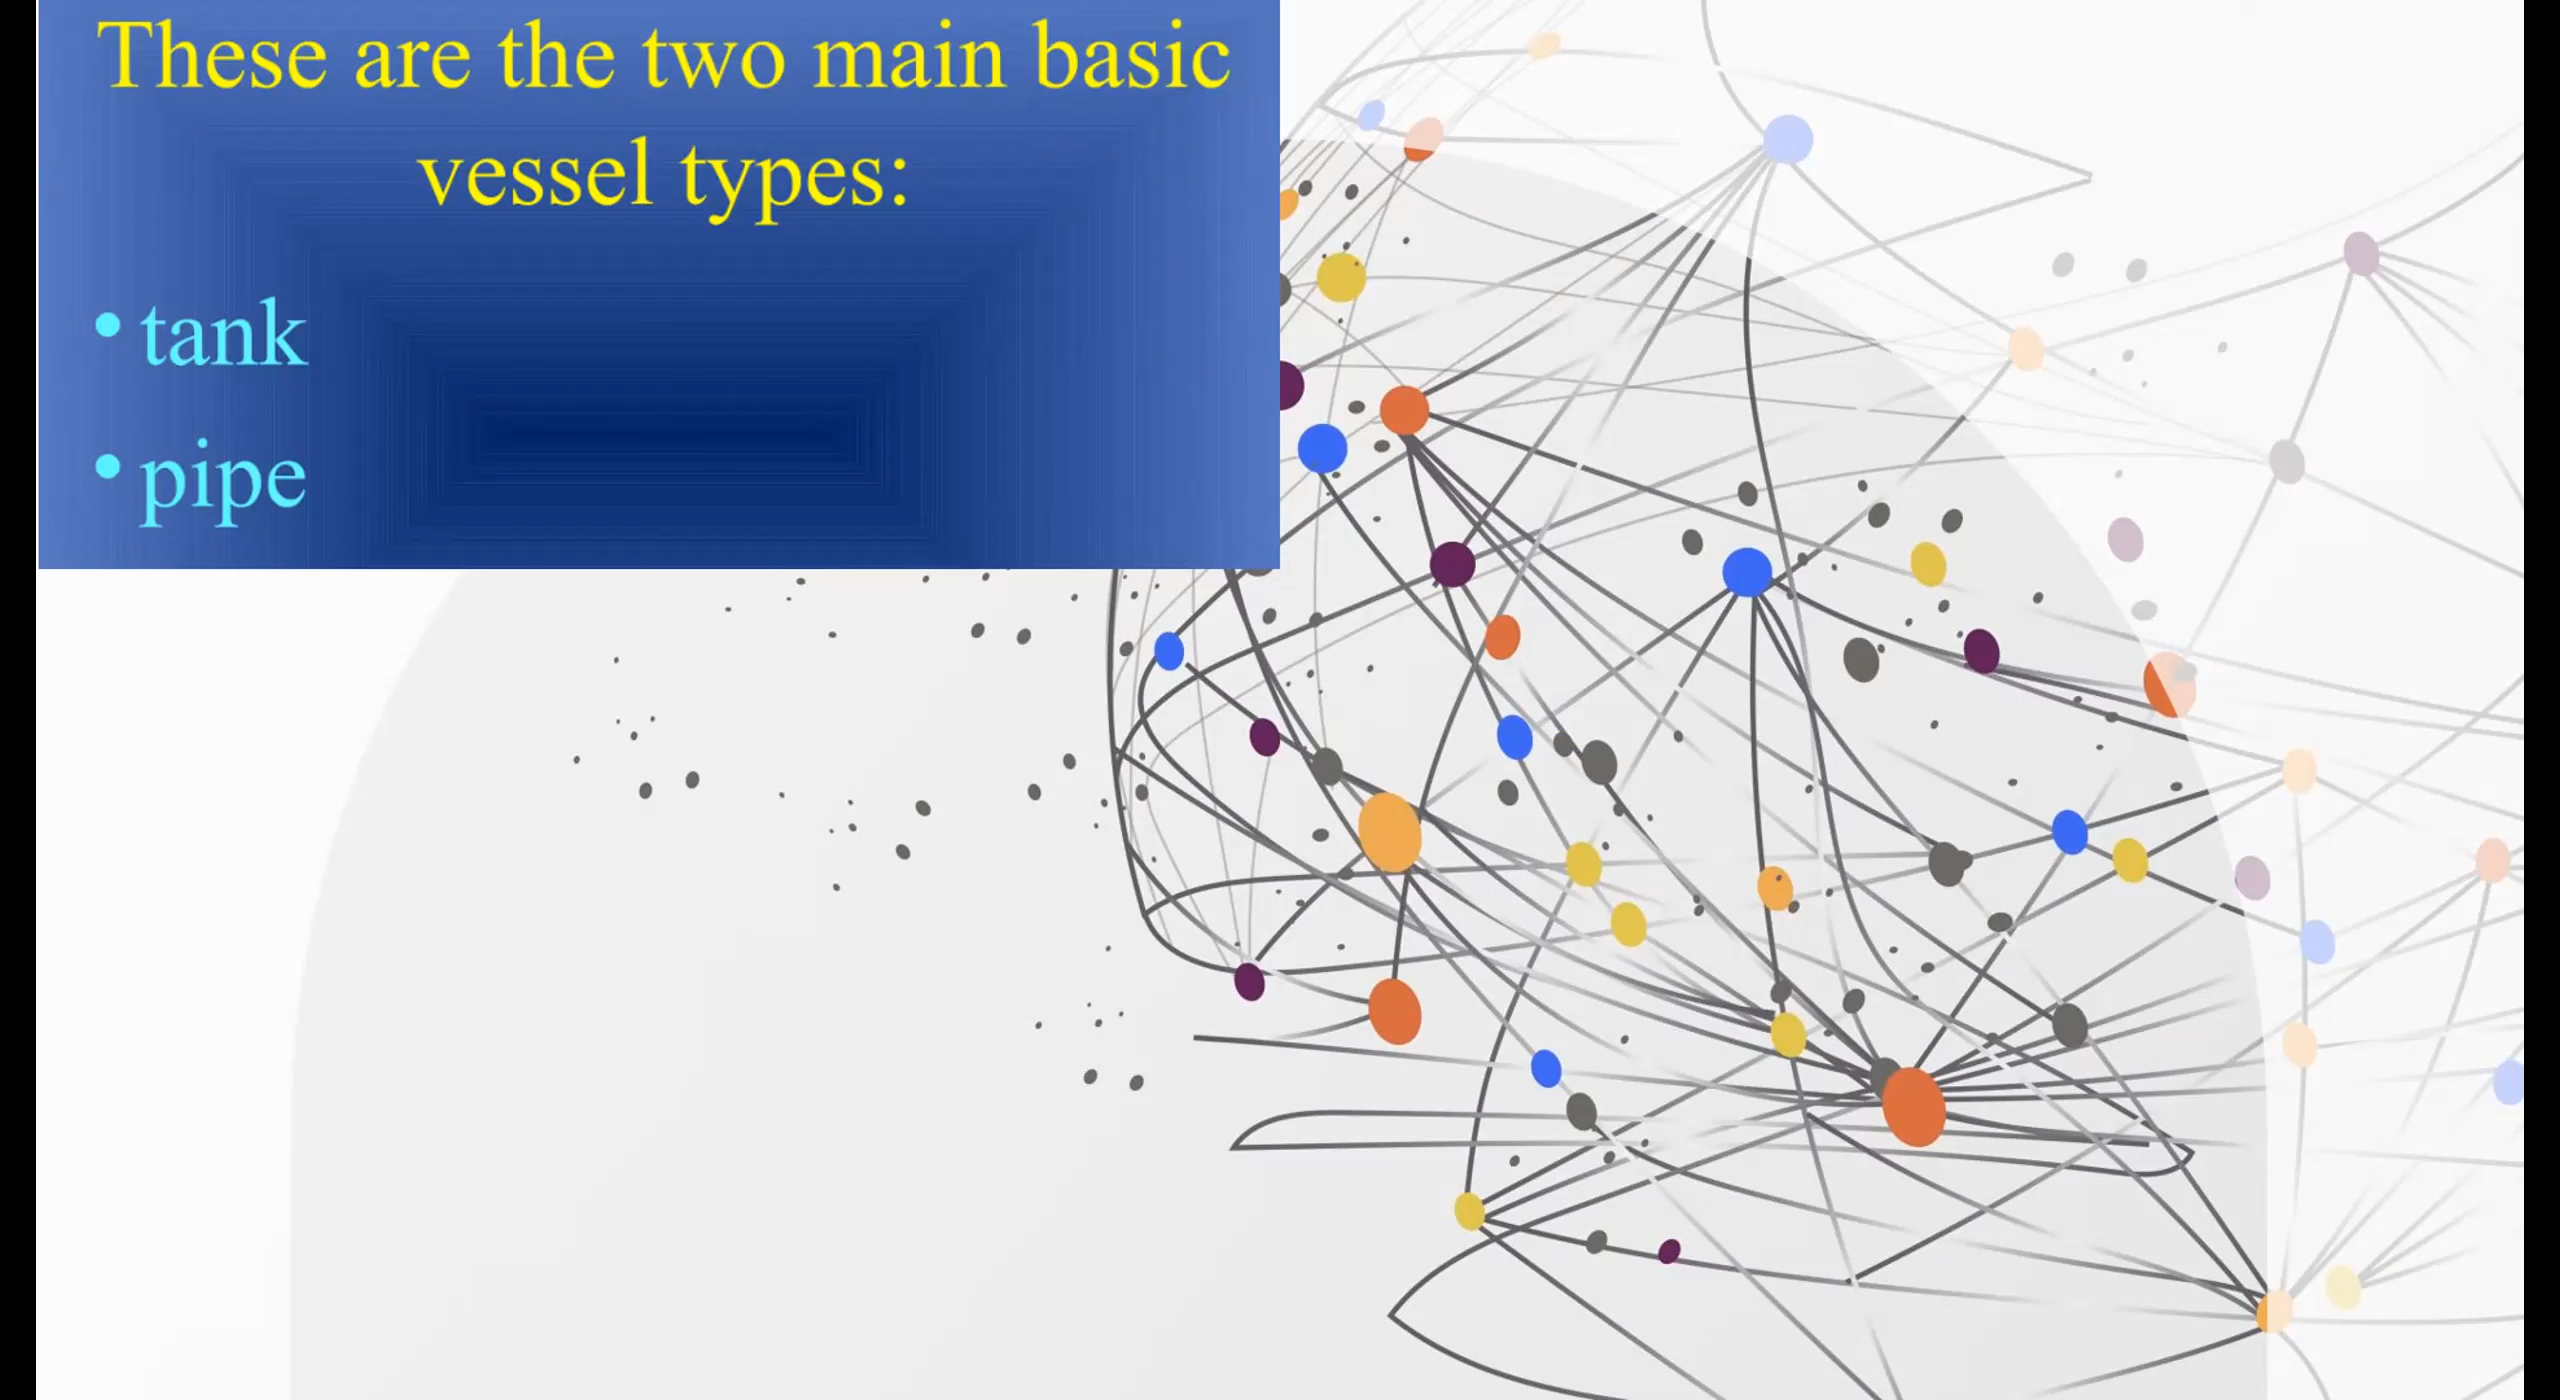 These are the two main basic
vessel types:
• tank
• pipe